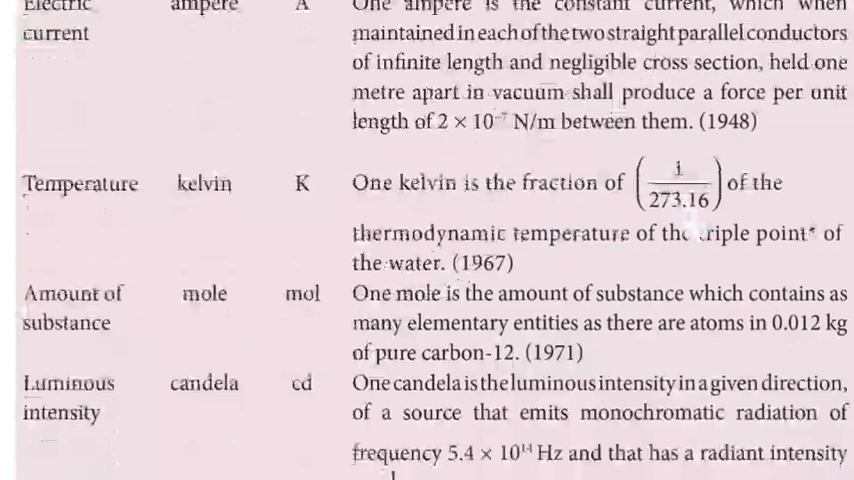 Electric ampere A One ampere is the constant current, which when
current maintained in each of the two straight parallel conductors
of infinite length and negligible cross section, held one
metre apart in vacuum shall produce a force per unit
length of 2 × 10⁻⁷ N/m between them. (1948)
Temperature kelvin K One kelvin is the fraction of (1/273.16) of the
thermodynamic temperature of the triple point* of
the water. (1967)
Amount of mole mol One mole is the amount of substance which contains as
substance many elementary entities as there are atoms in 0.012 kg
of pure carbon-12. (1971)
Luminous candela cd One candela is the luminous intensity in a given direction,
intensity of a source that emits monochromatic radiation of
frequency 5.4 × 10¹⁴ Hz and that has a radiant intensity
1